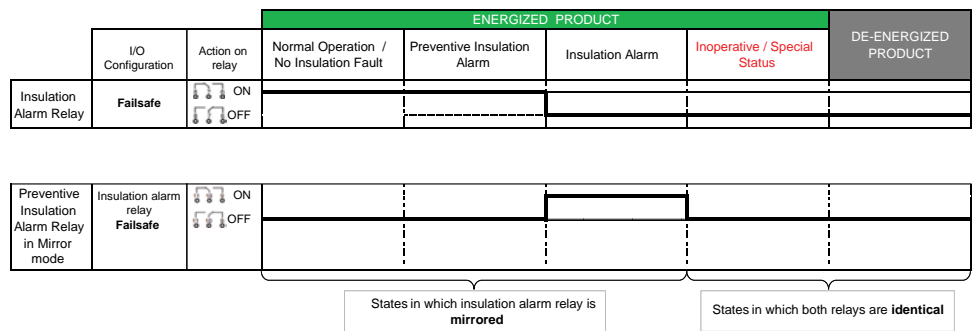 ENERGIZED PRODUCT
DE-ENERGIZED
PRODUCT
I/O
Configuration
Action on
relay
Normal Operation /
No Insulation Fault
Preventive Insulation
Alarm
Insulation Alarm
Inoperative / Special
Status
Insulation
Alarm Relay
Failsafe
ON
OFF
Preventive
Insulation
Alarm Relay
in Mirror
mode
Insulation alarm
relay
Failsafe
ON
OFF
States in which insulation alarm relay is
mirrored
States in which both relays are identical